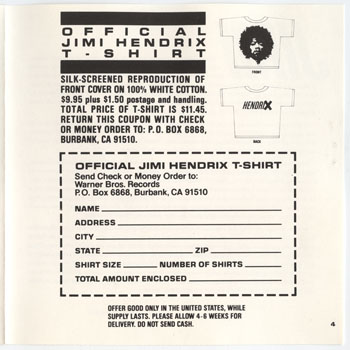 OFFICIAL
JIMI HENDRIX
T-SHIRT
FRONT
SILK-SCREENED REPRODUCTION OF
FRONT COVER ON 100% WHITE COTTON.
$9.95 plus $1.50 postage and handling.
TOTAL PRICE OF T-SHIRT IS $11.45.
RETURN THIS COUPON WITH CHECK
OR MONEY ORDER TO: P.O. BOX 6868,
BURBANK, CA 91510.
HENDRIX
BACK
OFFICIAL JIMI HENDRIX T-SHIRT
Send Check or Money Order to:
Warner Bros. Records
P.O. Box 6868, Burbank, CA 91510
NAME
ADDRESS
CITY
STATE ZIP
SHIRT SIZE NUMBER OF SHIRTS
TOTAL AMOUNT ENCLOSED
OFFER GOOD ONLY IN THE UNITED STATES, WHILE
SUPPLY LASTS. PLEASE ALLOW 4-6 WEEKS FOR
DELIVERY. DO NOT SEND CASH.
4